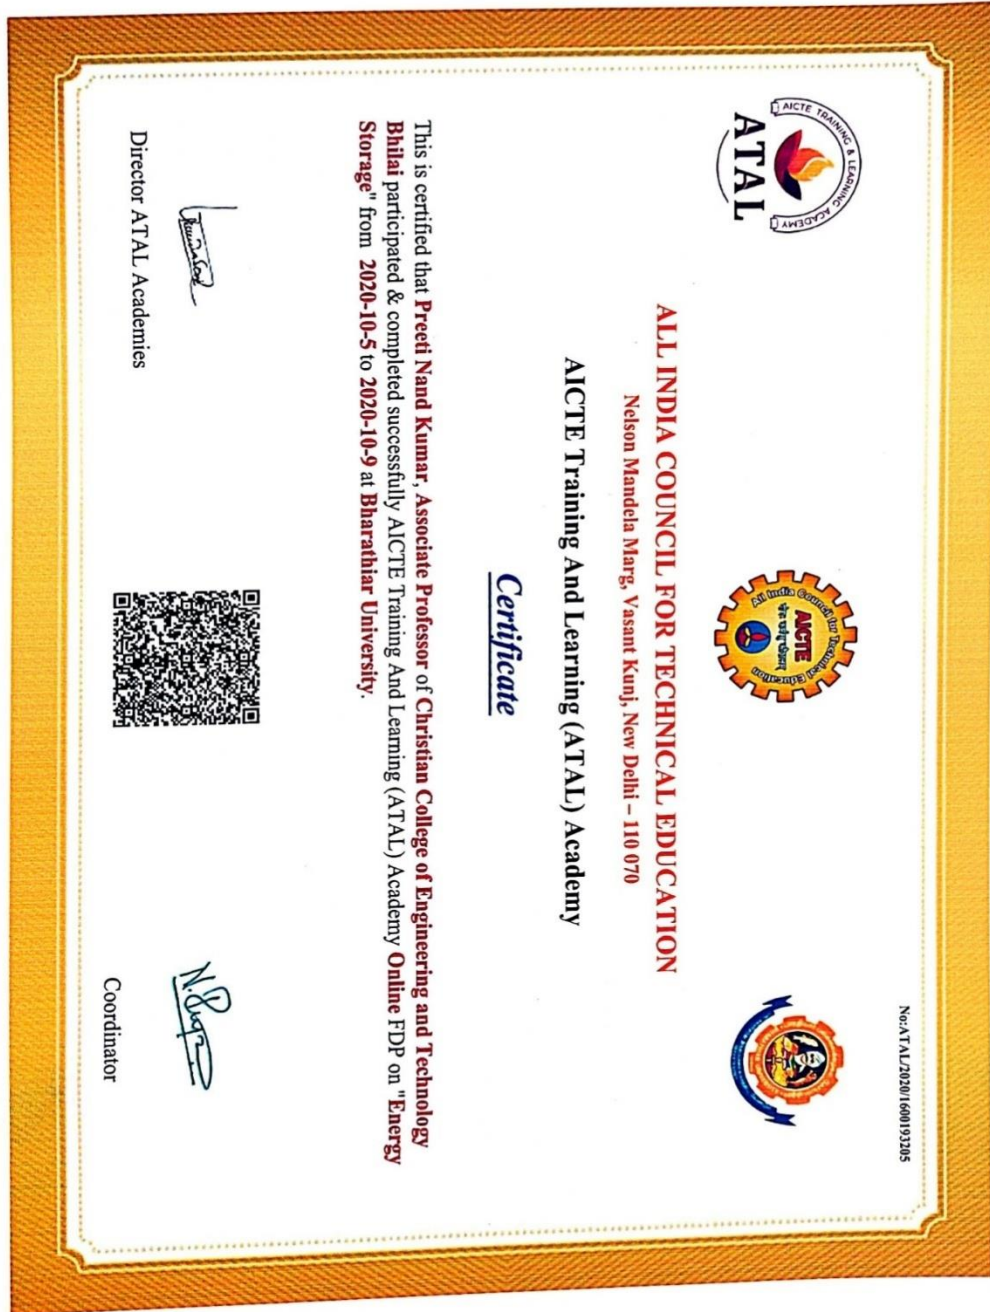 No:ATAL/2020/1600193205
AICTE TRAINING & LEARNING ACADEMY
ATAL
All India Council for Technical Education
AICTE
ALL INDIA COUNCIL FOR TECHNICAL EDUCATION
Nelson Mandela Marg, Vasant Kunj, New Delhi – 110 070
AICTE Training And Learning (ATAL) Academy
Certificate
This is certified that Preeti Nand Kumar, Associate Professor of Christian College of Engineering and Technology
Bhilai participated & completed successfully AICTE Training And Learning (ATAL) Academy Online FDP on "Energy
Storage" from 2020-10-5 to 2020-10-9 at Bharathiar University.
Director ATAL Academies
Coordinator